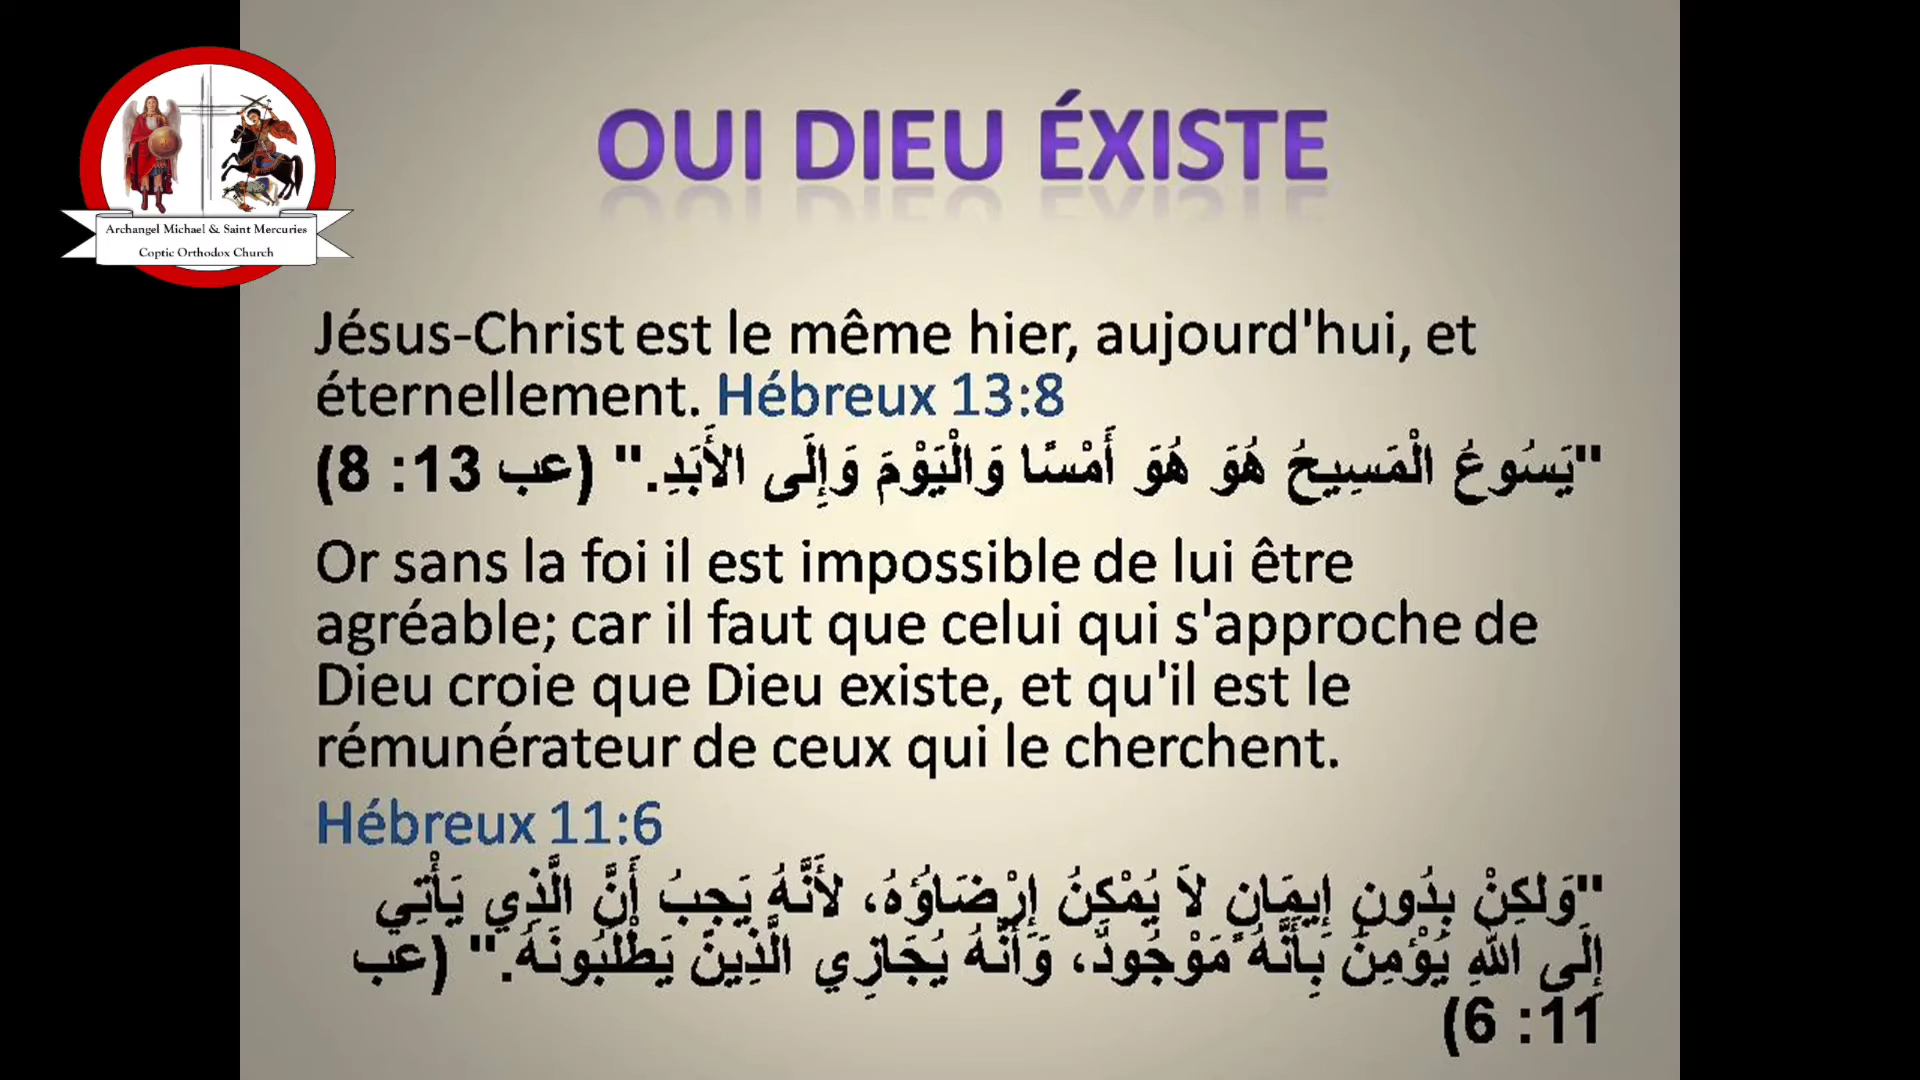 Archangel Michael & Saint Mercuries
Coptic Orthodox Church
OUI DIEU ÉXISTE
Jésus-Christ est le même hier, aujourd'hui, et
éternellement. Hébreux 13:8
"يَسُوعُ الْمَسِيحُ هُوَ هُوَ أَمْسًا وَالْيَوْمَ وَإِلَى الأَبَدِ." (عب 13: 8)
Or sans la foi il est impossible de lui être
agréable; car il faut que celui qui s'approche de
Dieu croie que Dieu existe, et qu'il est le
rémunérateur de ceux qui le cherchent.
Hébreux 11:6
"وَلكِنْ بِدُونِ إِيمَانٍ لاَ يُمْكِنُ إِرْضَاؤُهُ، لأَنَّهُ يَجِبُ أَنَّ الَّذِي يَأْتِي
إِلَى اللهِ يُؤْمِنُ بِأَنَّهُ مَوْجُودٌ، وَأَنَّهُ يُجَازِي الَّذِينَ يَطْلُبُونَهُ." (عب
11: 6)